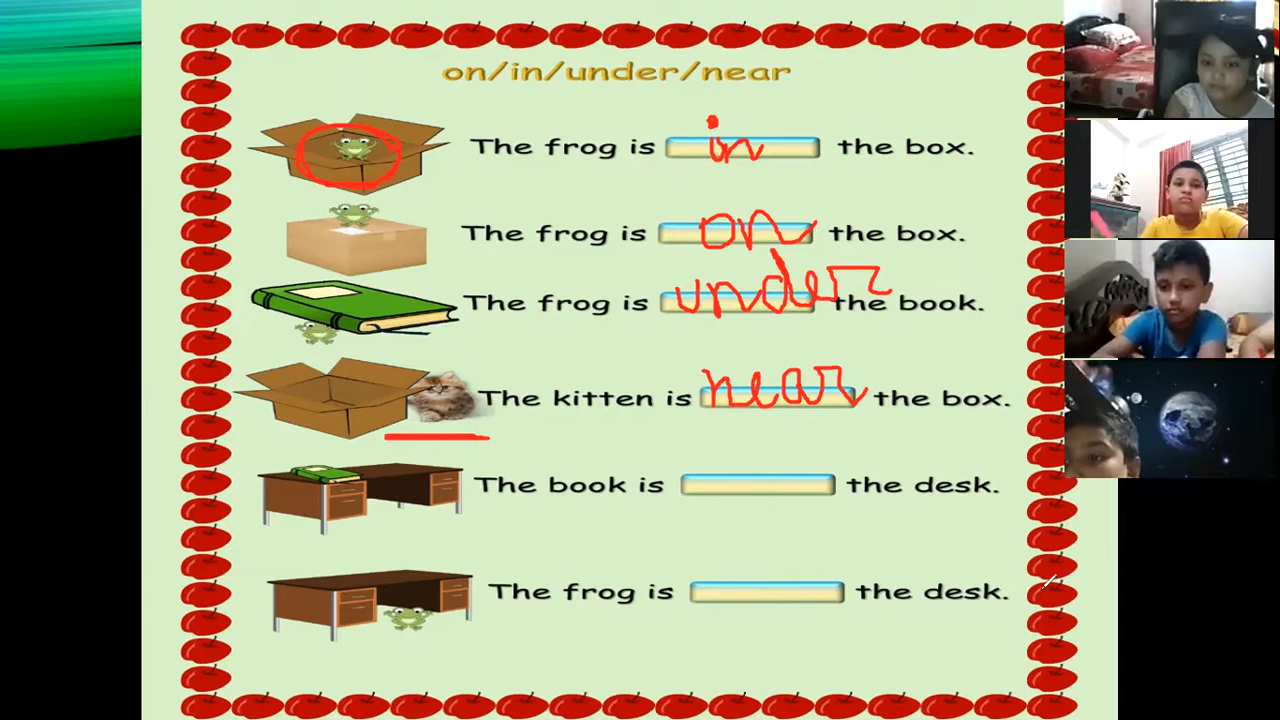 on/in/under/near
The frog is in the box.
The frog is on the box.
The frog is under the book.
The kitten is near the box.
The book is the desk.
The frog is the desk.